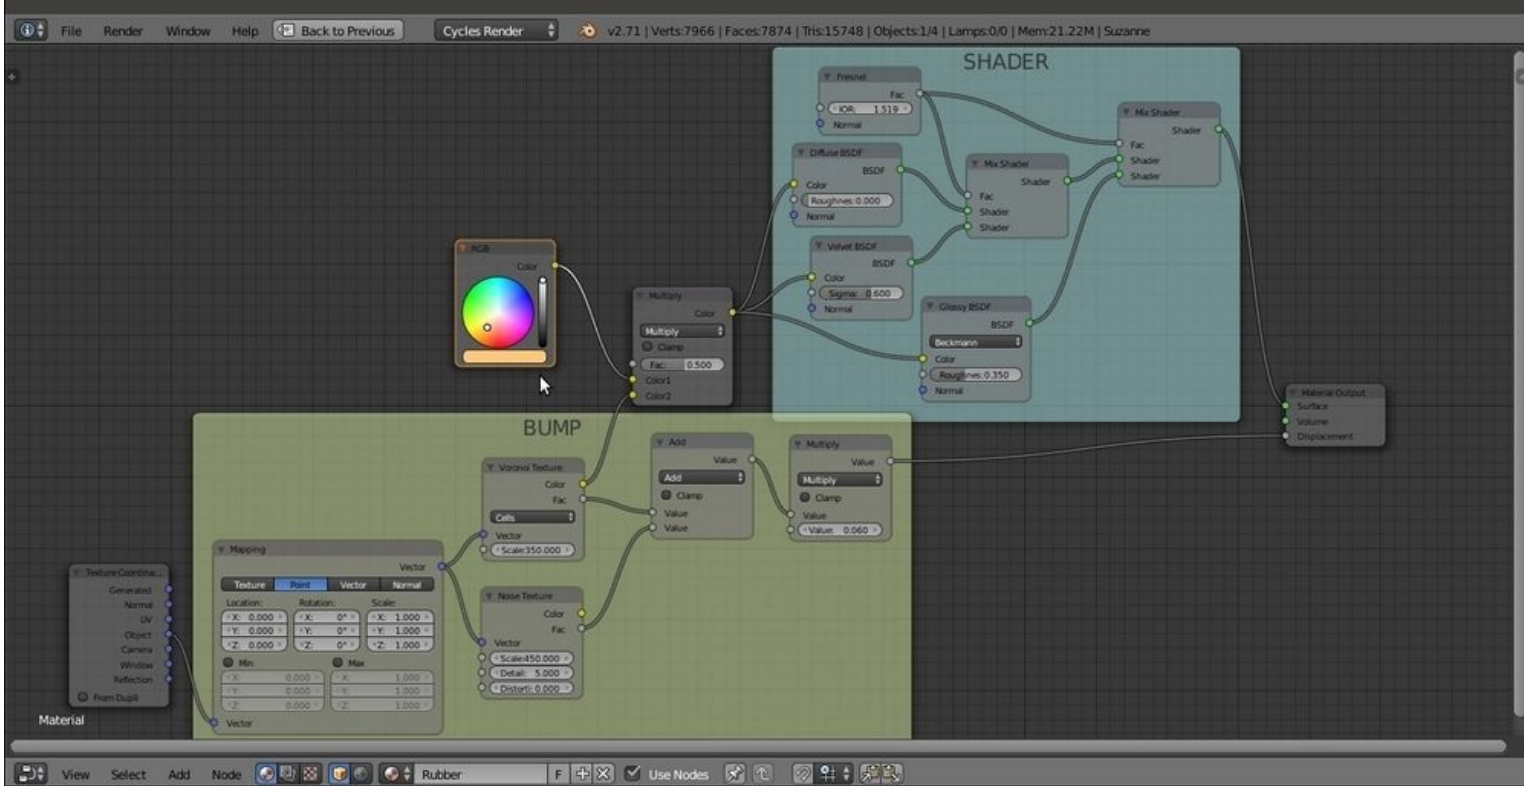 File Render Window Help Back to Previous Cycles Render v2.71 | Verts:7966 | Faces:7874 | Tris:15748 | Objects:1/4 | Lamps:0/0 | Mem:21.22M | Suzanne
SHADER
Fresnel
Fac
IOR: 1.519
Normal
Diffuse BSDF
BSDF
Color
Roughnes: 0.000
Normal
Velvet BSDF
BSDF
Color
Sigma: 0.600
Normal
Mix Shader
Shader
Fac
Shader
Shader
Mix Shader
Shader
Fac
Shader
Shader
Glossy BSDF
BSDF
Beckmann
Color
Roughnes: 0.350
Normal
RGB
Color
Multiply
Color
Multiply
Clamp
Fac: 0.500
Color1
Color2
Material Output
Surface
Volume
Displacement
BUMP
Voronoi Texture
Color
Fac
Cells
Vector
Scale:350.000
Add
Value
Add
Clamp
Value
Value
Multiply
Value
Multiply
Clamp
Value
Value: 0.060
Noise Texture
Color
Fac
Vector
Scale:450.000
Detail: 5.000
Distorti: 0.000
Mapping
Vector
Texture Point Vector Normal
Location: Rotation: Scale:
X: 0.000 X: 0° X: 1.000
Y: 0.000 Y: 0° Y: 1.000
Z: 0.000 Z: 0° Z: 1.000
Min Max
X: 0.000 X: 1.000
Y: 0.000 Y: 1.000
Z: 0.000 Z: 1.000
Vector
Texture Coordina...
Generated
Normal
UV
Object
Camera
Window
Reflection
From Dupli
Material
View Select Add Node Rubber F Use Nodes